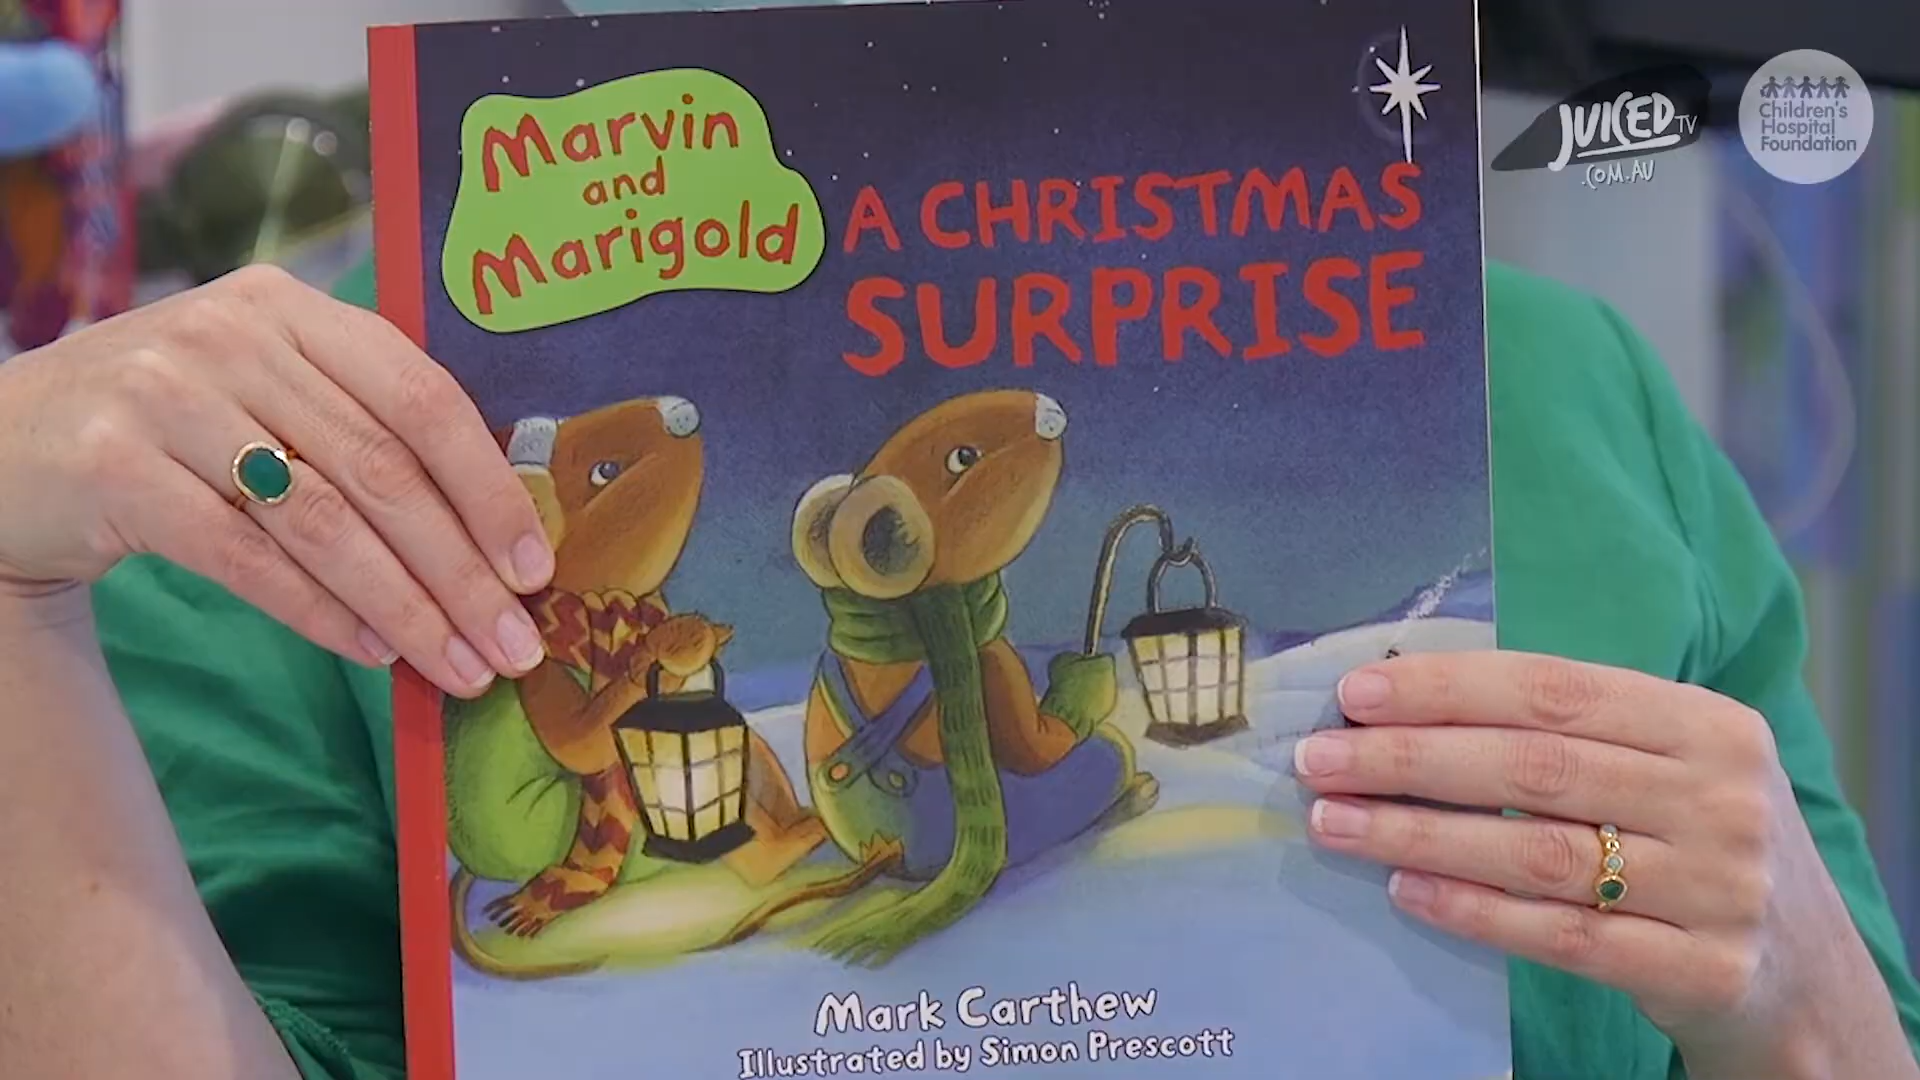 Marvin
and
Marigold
A CHRISTMAS
SURPRISE
Mark Carthew
Illustrated by Simon Prescott
JUICED TV
.COM.AU
Children's
Hospital
Foundation